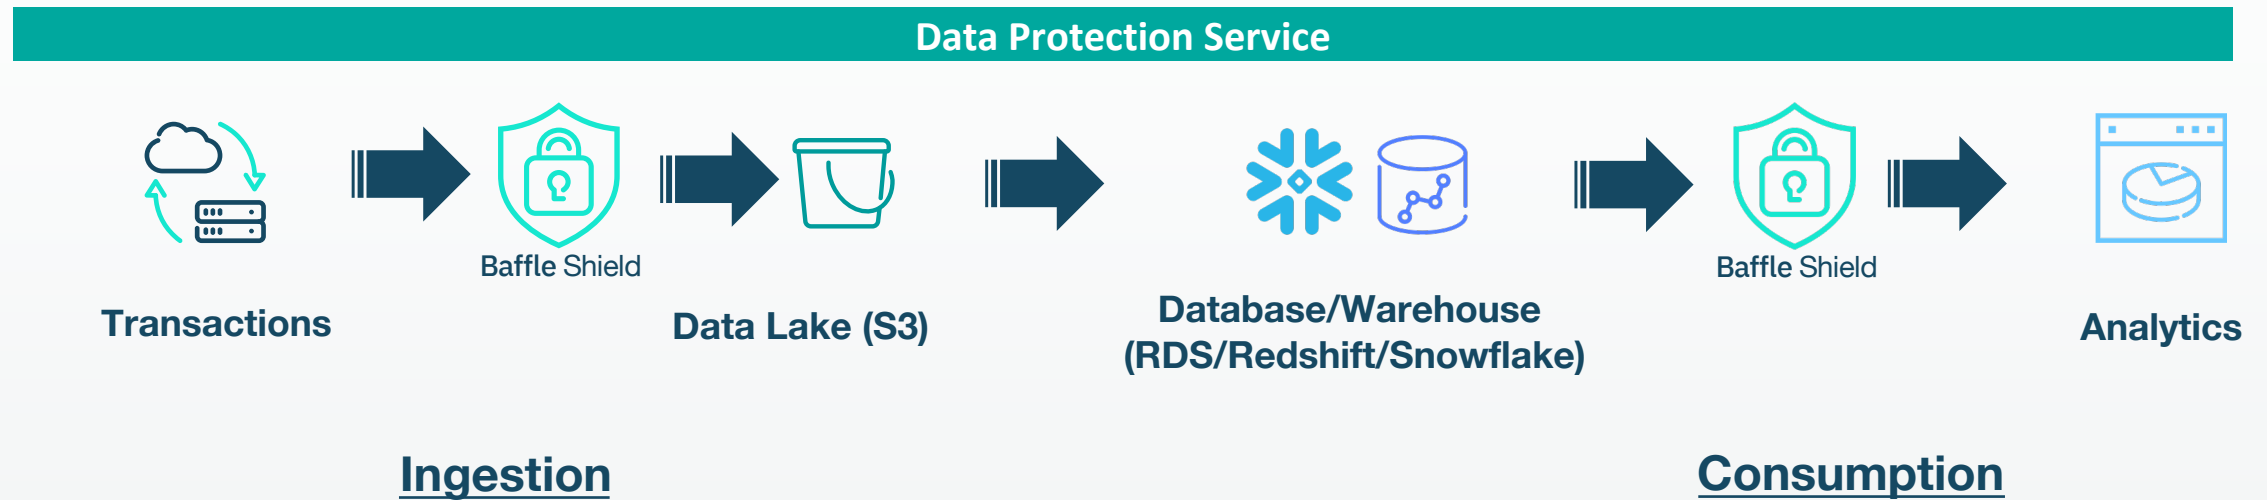 Data Protection Service
Baffle Shield
Baffle Shield
Transactions
Data Lake (S3)
Database/Warehouse
(RDS/Redshift/Snowflake)
Analytics
Ingestion
Consumption